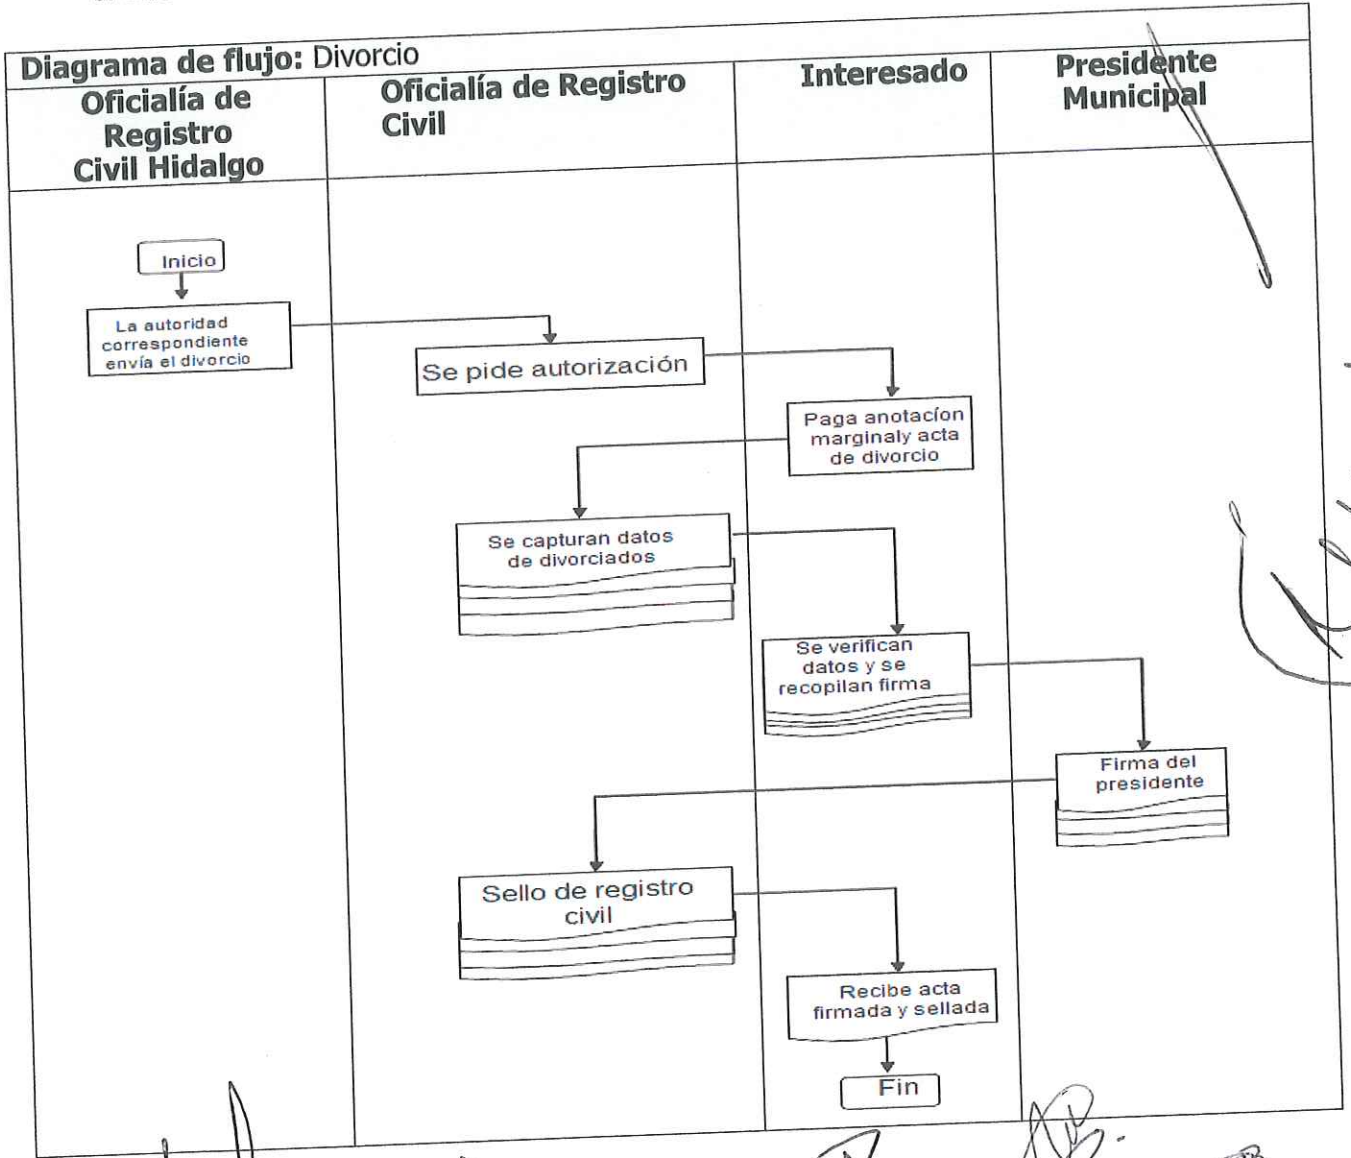 Diagrama de flujo: Divorcio
Oficialía de
Registro
Civil Hidalgo
Oficialía de Registro
Civil
Interesado
Presidente
Municipal
Inicio
La autoridad
correspondiente
envía el divorcio
Se pide autorización
Paga anotacíon
marginaly acta
de divorcio
Se capturan datos
de divorciados
Se verifican
datos y se
recopilan firma
Firma del
presidente
Sello de registro
civil
Recibe acta
firmada y sellada
Fin